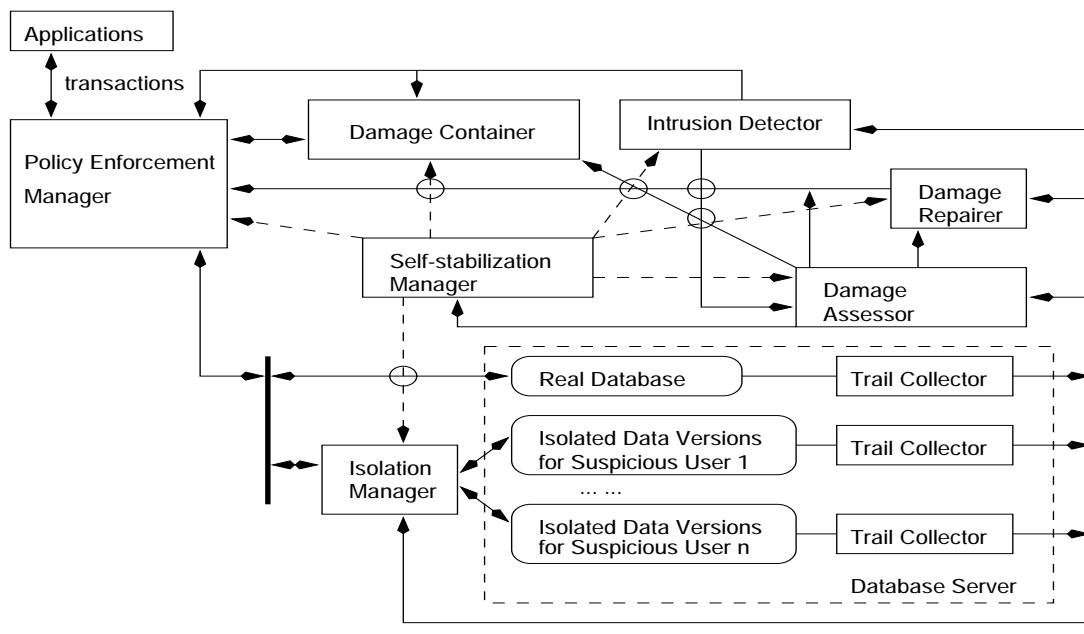 Applications
transactions
Policy Enforcement
Manager
Damage Container
Intrusion Detector
Damage
Repairer
Self-stabilization
Manager
Damage
Assessor
Real Database
Trail Collector
Isolated Data Versions
for Suspicious User 1
Trail Collector
Isolation
Manager
... ...
Isolated Data Versions
for Suspicious User n
Trail Collector
Database Server